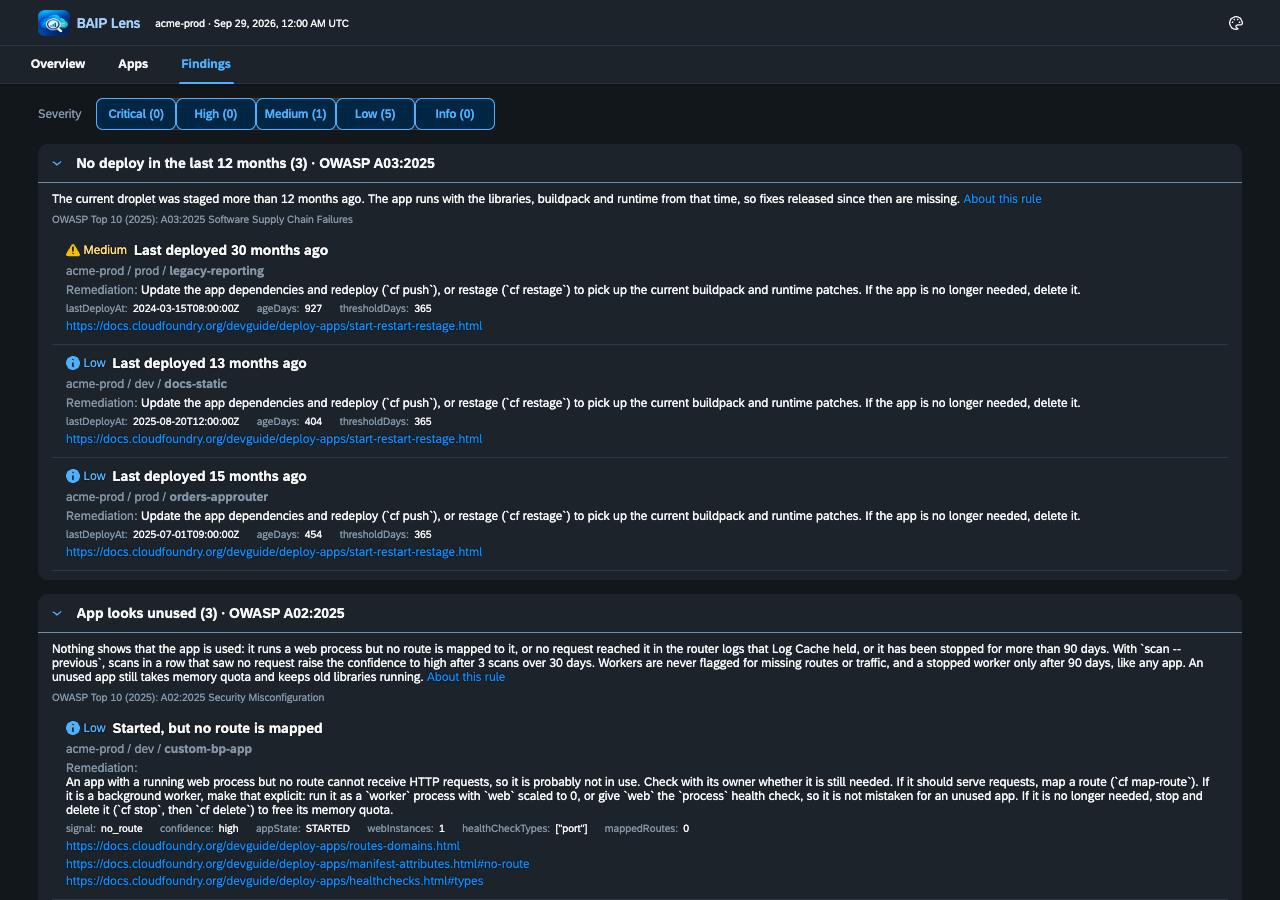 BAIP Lens acme-prod · Sep 29, 2026, 12:00 AM UTC
Overview Apps Findings
Severity Critical (0) High (0) Medium (1) Low (5) Info (0)
No deploy in the last 12 months (3) · OWASP A03:2025
The current droplet was staged more than 12 months ago. The app runs with the libraries, buildpack and runtime from that time, so fixes released since then are missing. About this rule
OWASP Top 10 (2025): A03:2025 Software Supply Chain Failures
Medium Last deployed 30 months ago
acme-prod / prod / legacy-reporting
Remediation: Update the app dependencies and redeploy (`cf push`), or restage (`cf restage`) to pick up the current buildpack and runtime patches. If the app is no longer needed, delete it.
lastDeployAt: 2024-03-15T08:00:00Z ageDays: 927 thresholdDays: 365
https://docs.cloudfoundry.org/devguide/deploy-apps/start-restart-restage.html
Low Last deployed 13 months ago
acme-prod / dev / docs-static
Remediation: Update the app dependencies and redeploy (`cf push`), or restage (`cf restage`) to pick up the current buildpack and runtime patches. If the app is no longer needed, delete it.
lastDeployAt: 2025-08-20T12:00:00Z ageDays: 404 thresholdDays: 365
https://docs.cloudfoundry.org/devguide/deploy-apps/start-restart-restage.html
Low Last deployed 15 months ago
acme-prod / prod / orders-approuter
Remediation: Update the app dependencies and redeploy (`cf push`), or restage (`cf restage`) to pick up the current buildpack and runtime patches. If the app is no longer needed, delete it.
lastDeployAt: 2025-07-01T09:00:00Z ageDays: 454 thresholdDays: 365
https://docs.cloudfoundry.org/devguide/deploy-apps/start-restart-restage.html
App looks unused (3) · OWASP A02:2025
Nothing shows that the app is used: it runs a web process but no route is mapped to it, or no request reached it in the router logs that Log Cache held, or it has been stopped for more than 90 days. With `scan --
previous`, scans in a row that saw no request raise the confidence to high after 3 scans over 30 days. Workers are never flagged for missing routes or traffic, and a stopped worker only after 90 days, like any app. An
unused app still takes memory quota and keeps old libraries running. About this rule
OWASP Top 10 (2025): A02:2025 Security Misconfiguration
Low Started, but no route is mapped
acme-prod / dev / custom-bp-app
Remediation:
An app with a running web process but no route cannot receive HTTP requests, so it is probably not in use. Check with its owner whether it is still needed. If it should serve requests, map a route (`cf map-route`). If
it is a background worker, make that explicit: run it as a `worker` process with `web` scaled to 0, or give `web` the `process` health check, so it is not mistaken for an unused app. If it is no longer needed, stop and
delete it (`cf stop`, then `cf delete`) to free its memory quota.
signal: no_route confidence: high appState: STARTED webInstances: 1 healthCheckTypes: ["port"] mappedRoutes: 0
https://docs.cloudfoundry.org/devguide/deploy-apps/routes-domains.html
https://docs.cloudfoundry.org/devguide/deploy-apps/manifest-attributes.html#no-route
https://docs.cloudfoundry.org/devguide/deploy-apps/healthchecks.html#types